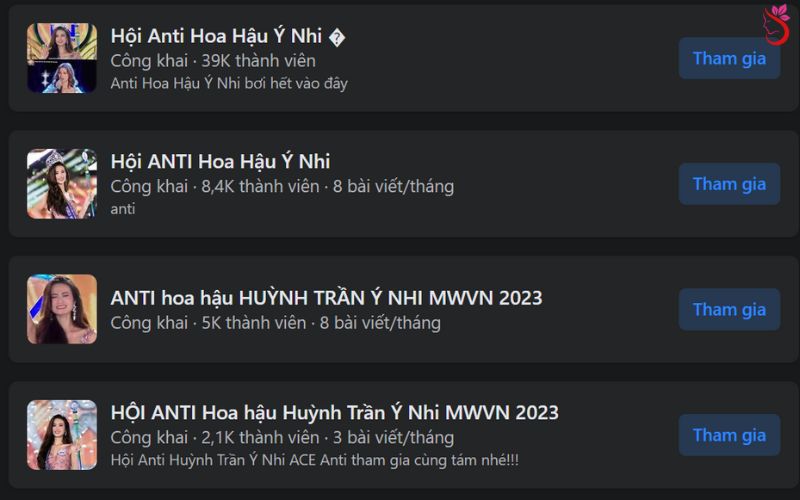 Hội Anti Hoa Hậu Ý Nhi �
Công khai · 39K thành viên
Anti Hoa Hậu Ý Nhi bơi hết vào đây
Tham gia
Hội ANTI Hoa Hậu Ý Nhi
Công khai · 8,4K thành viên · 8 bài viết/tháng
anti
Tham gia
ANTI hoa hậu HUỲNH TRẦN Ý NHI MWVN 2023
Công khai · 5K thành viên · 8 bài viết/tháng
Tham gia
HỘI ANTI Hoa hậu Huỳnh Trần Ý Nhi MWVN 2023
Công khai · 2,1K thành viên · 3 bài viết/tháng
Hội Anti Huỳnh Trần Ý Nhi ACE Anti tham gia cùng tám nhé!!!
Tham gia